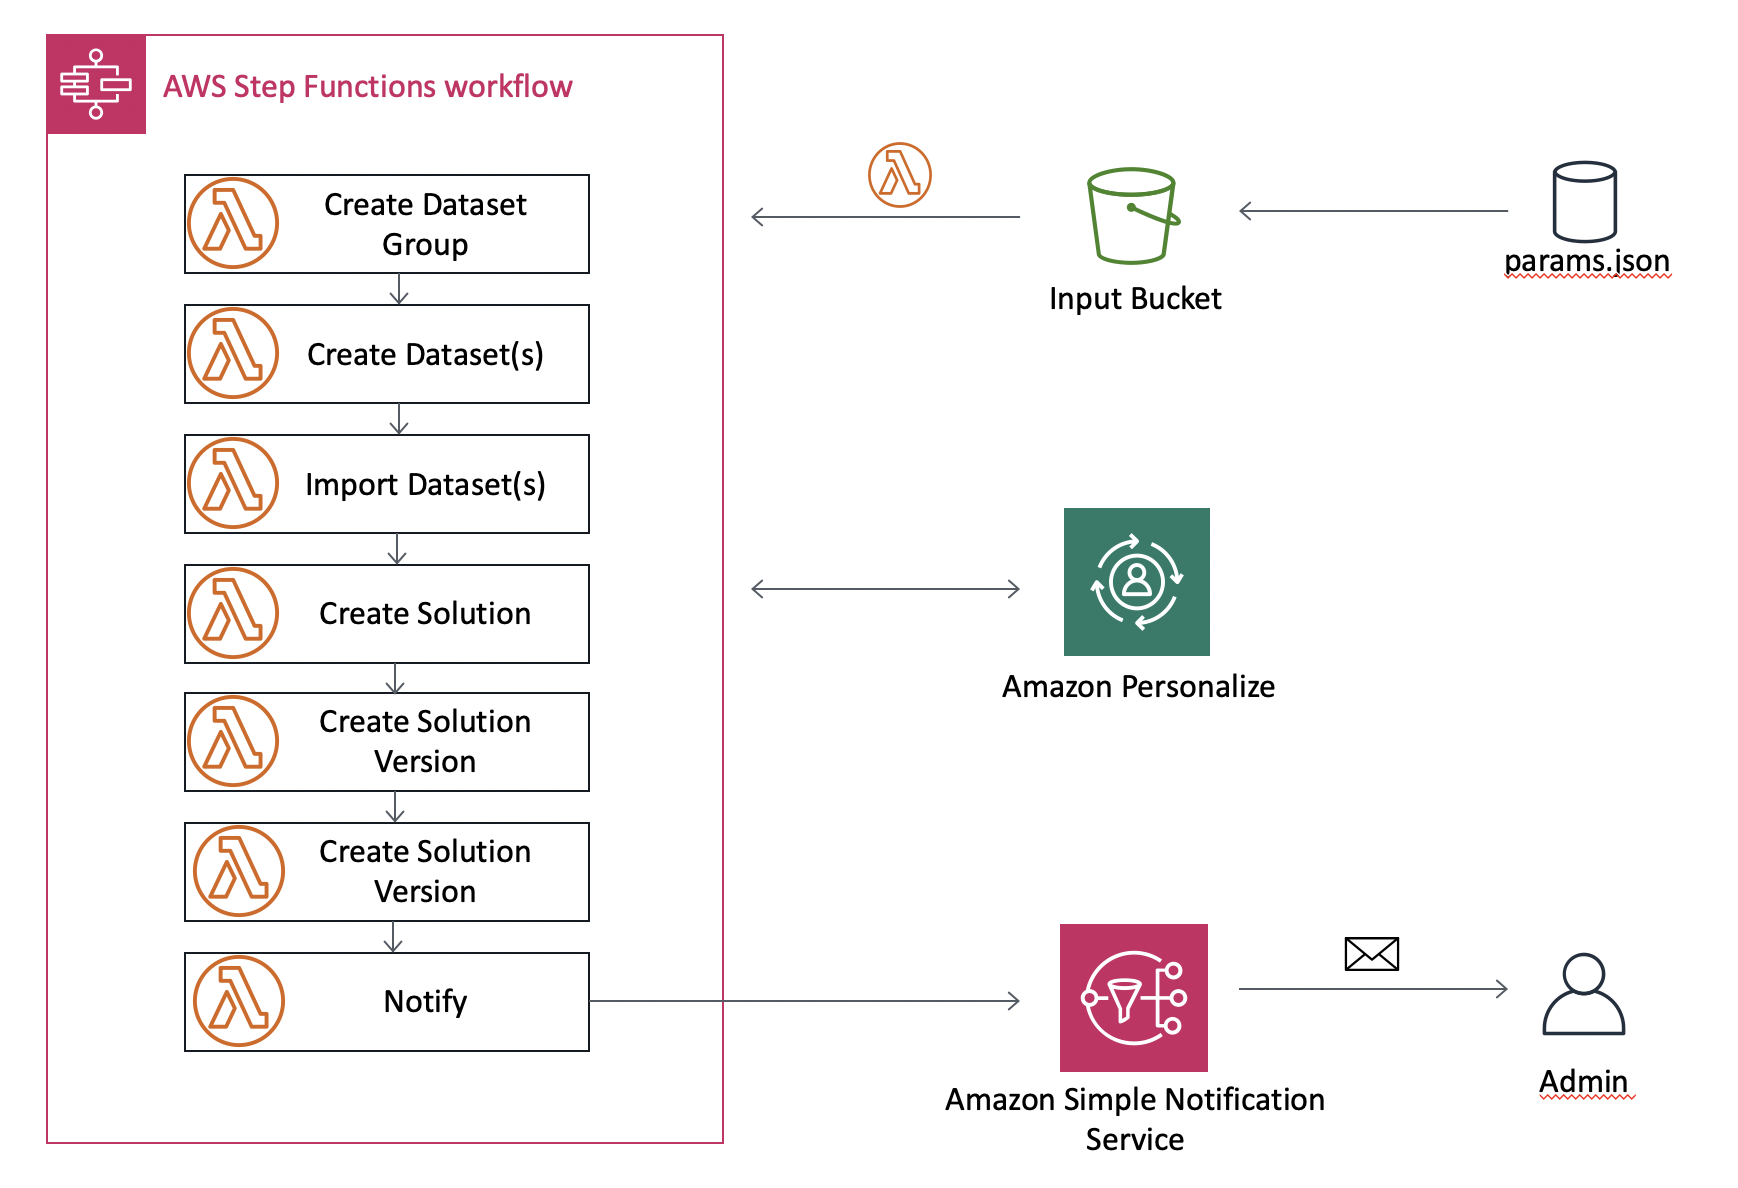 AWS Step Functions workflow
Create Dataset
Group
Create Dataset(s)
Import Dataset(s)
Create Solution
Create Solution
Version
Create Solution
Version
Notify
Input Bucket
params.json
Amazon Personalize
Amazon Simple Notification
Service
Admin